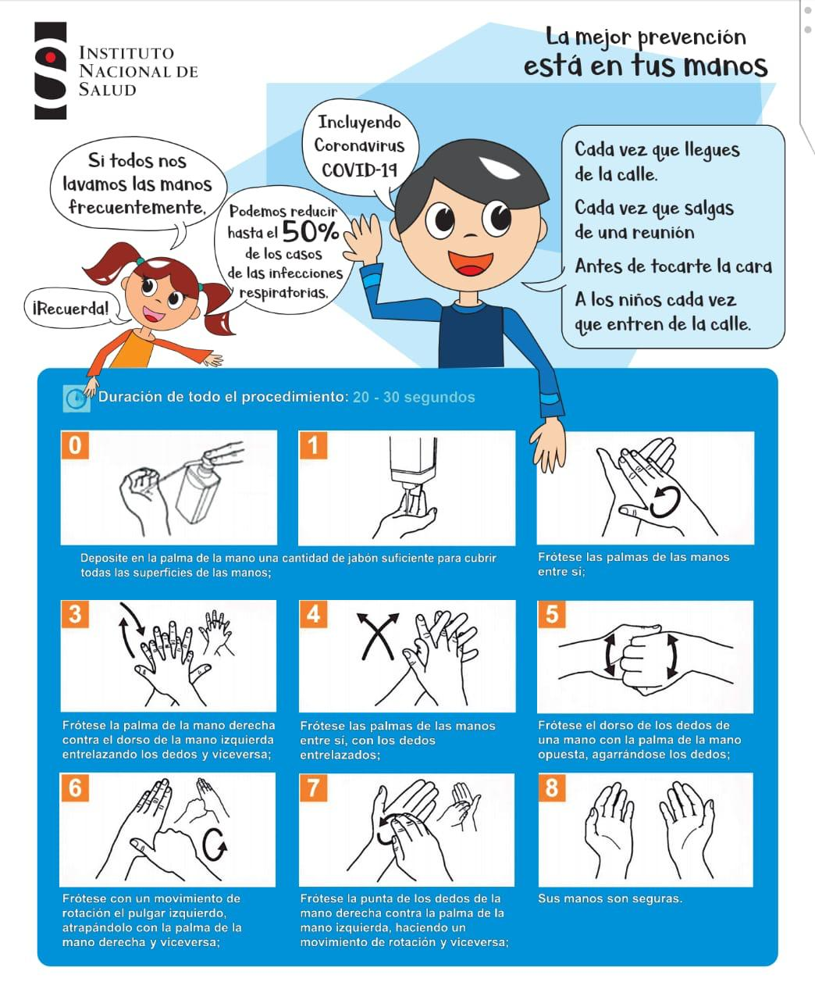 INSTITUTO
NACIONAL DE
SALUD
La mejor prevención
está en tus manos
Incluyendo
Coronavirus
COVID-19
Si todos nos
lavamos las manos
frecuentemente,
Podemos reducir
hasta el 50%
de los casos
de las infecciones
respiratorias.
¡Recuerda!
Cada vez que llegues
de la calle.
Cada vez que salgas
de una reunión
Antes de tocarte la cara
A los niños cada vez
que entren de la calle.
Duración de todo el procedimiento: 20 - 30 segundos
0
1
Deposite en la palma de la mano una cantidad de jabón suficiente para cubrir
todas las superficies de las manos;
Frótese las palmas de las manos
entre sí;
3
Frótese la palma de la mano derecha
contra el dorso de la mano izquierda
entrelazando los dedos y viceversa;
4
Frótese las palmas de las manos
entre sí, con los dedos
entrelazados;
5
Frótese el dorso de los dedos de
una mano con la palma de la mano
opuesta, agarrándose los dedos;
6
Frótese con un movimiento de
rotación el pulgar izquierdo,
atrapándolo con la palma de la
mano derecha y viceversa;
7
Frótese la punta de los dedos de la
mano derecha contra la palma de la
mano izquierda, haciendo un
movimiento de rotación y viceversa;
8
Sus manos son seguras.